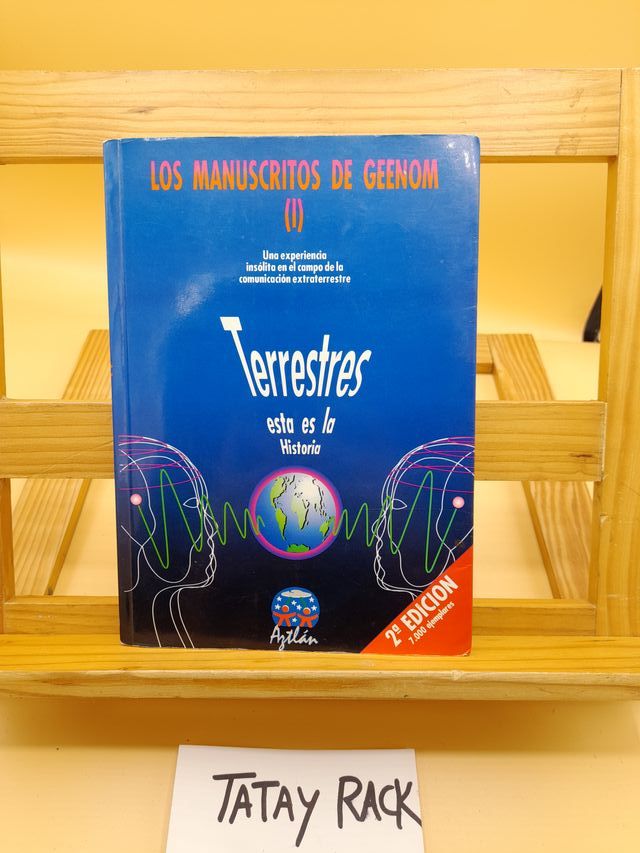 LOS MANUSCRITOS DE GEENOM
(I)
Una experiencia
insólita en el campo de la
comunicación extraterrestre
Terrestres
esta es la
Historia
Aztlán
2ª EDICION
7.000 ejemplares
TATAY RACK